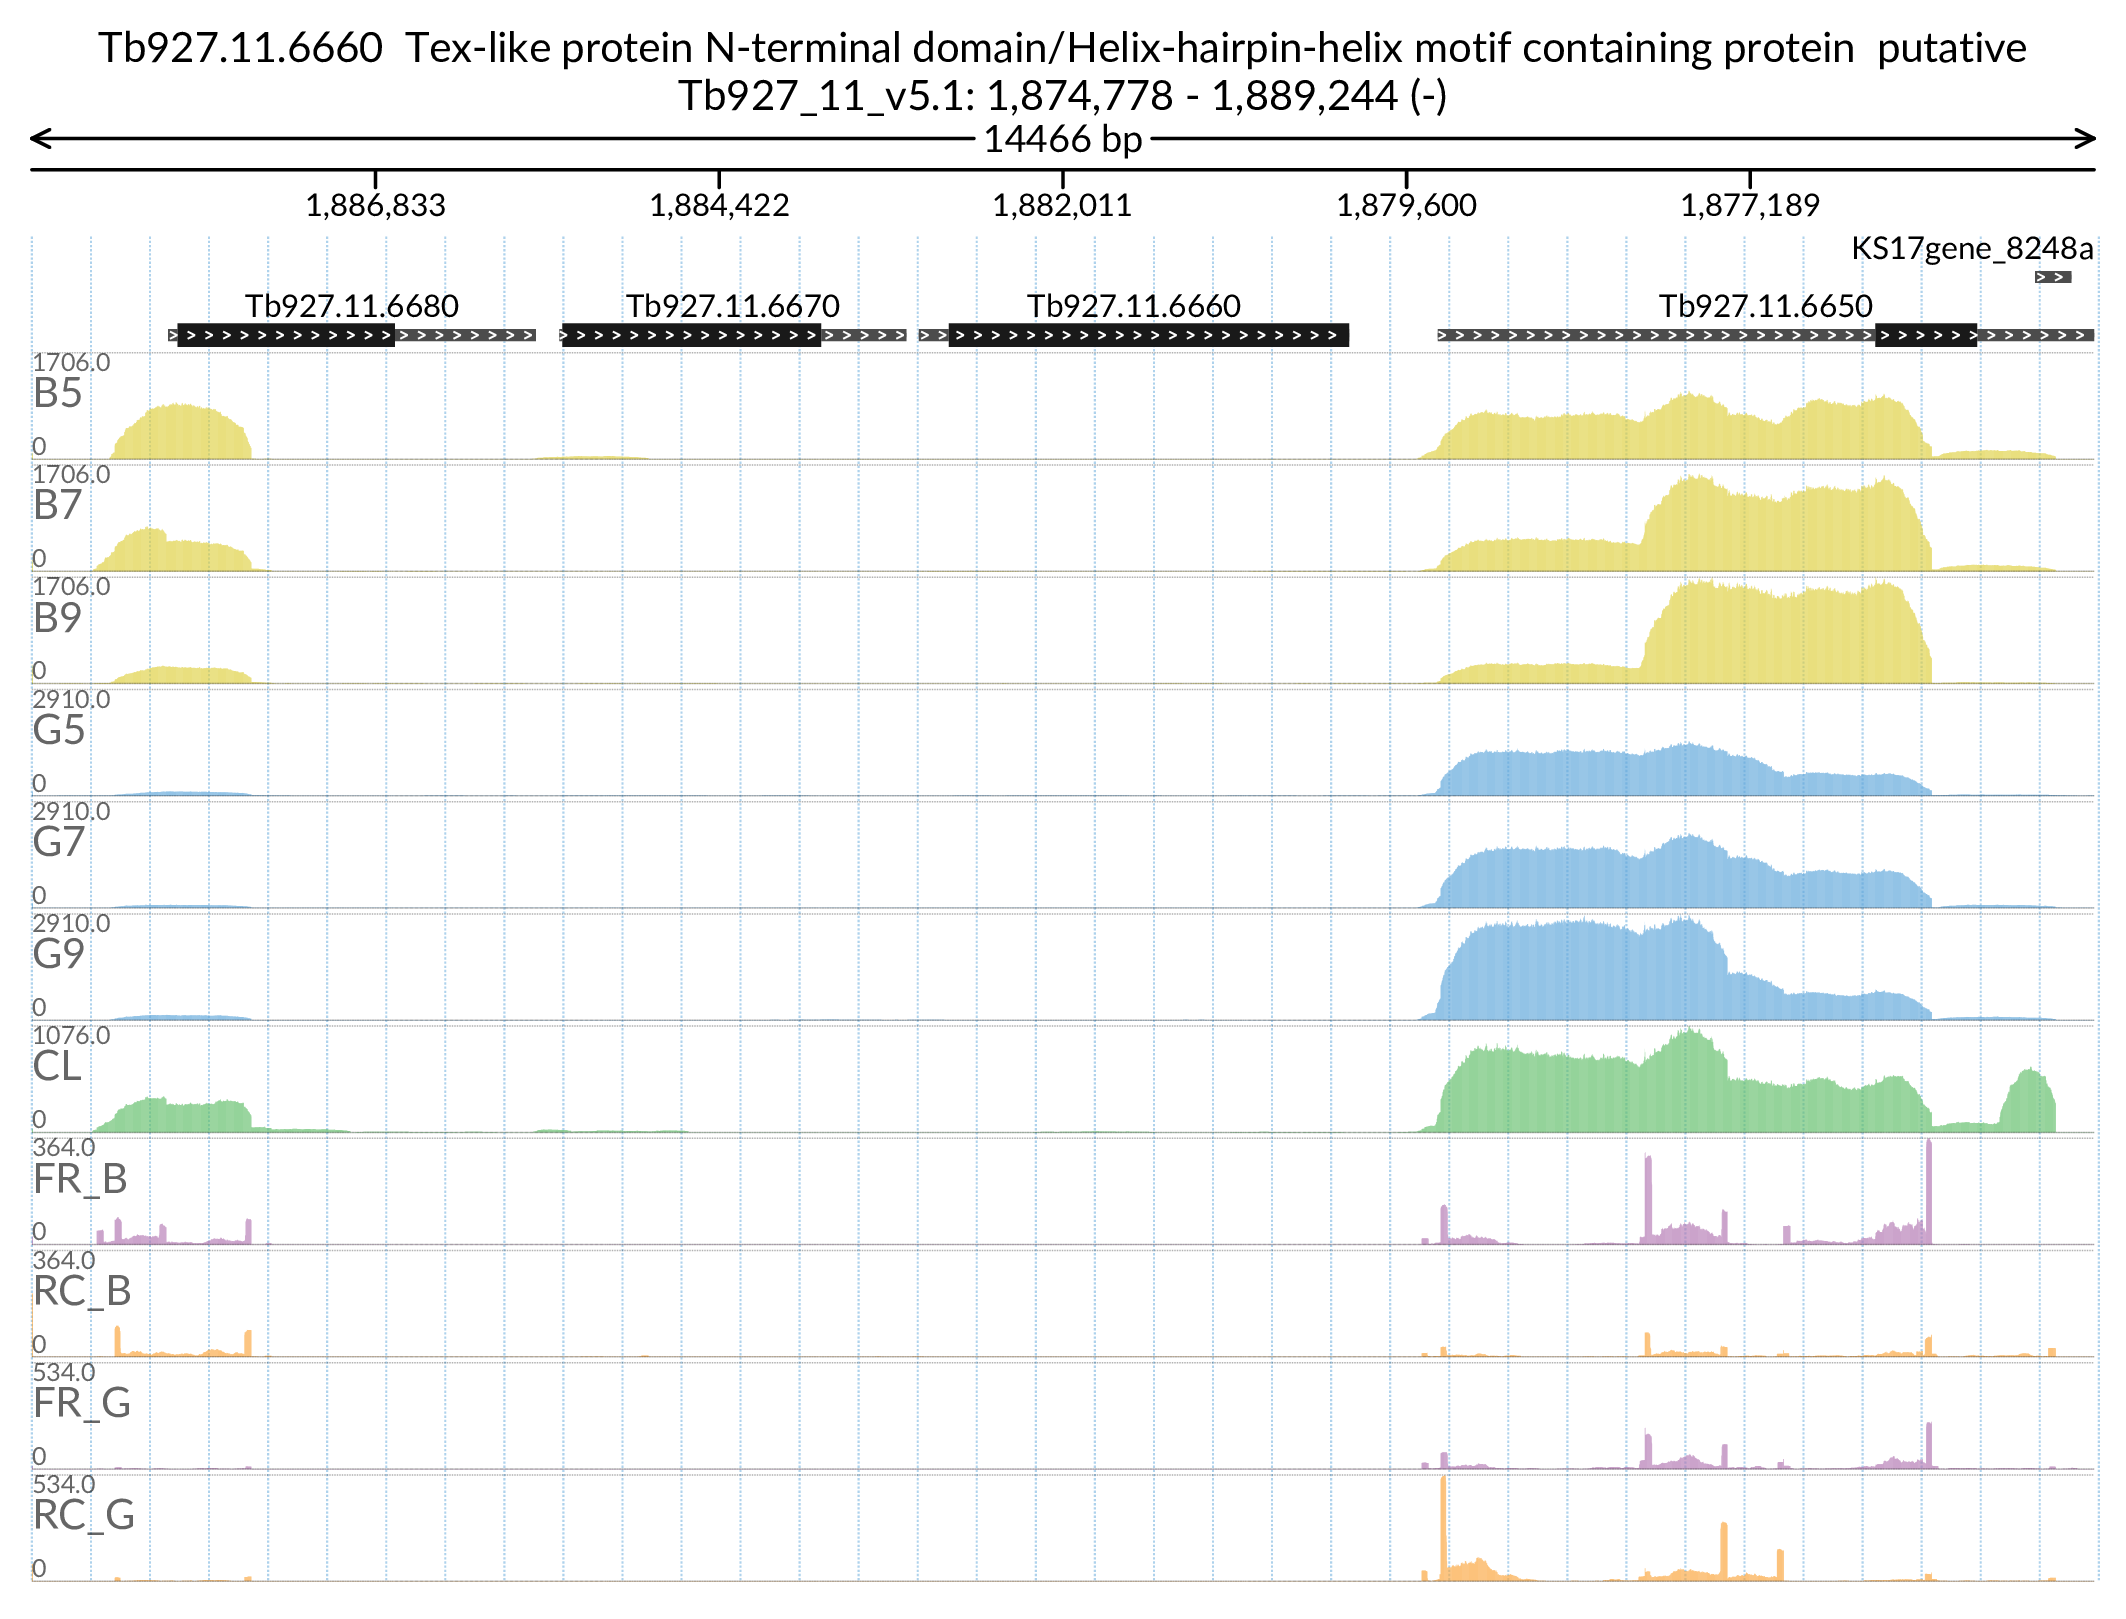 Tb927.11.6660  Tex-like protein N-terminal domain/Helix-hairpin-helix motif containing protein  putative
Tb927_11_v5.1: 1,874,778 - 1,889,244 (-)
14466 bp
1,886,833 1,884,422 1,882,011 1,879,600 1,877,189
KS17gene_8248a
Tb927.11.6680 Tb927.11.6670 Tb927.11.6660 Tb927.11.6650
1706.0
B5
0
1706.0
B7
0
1706.0
B9
0
2910.0
G5
0
2910.0
G7
0
2910.0
G9
0
1076.0
CL
0
364.0
FR_B
0
364.0
RC_B
0
534.0
FR_G
0
534.0
RC_G
0